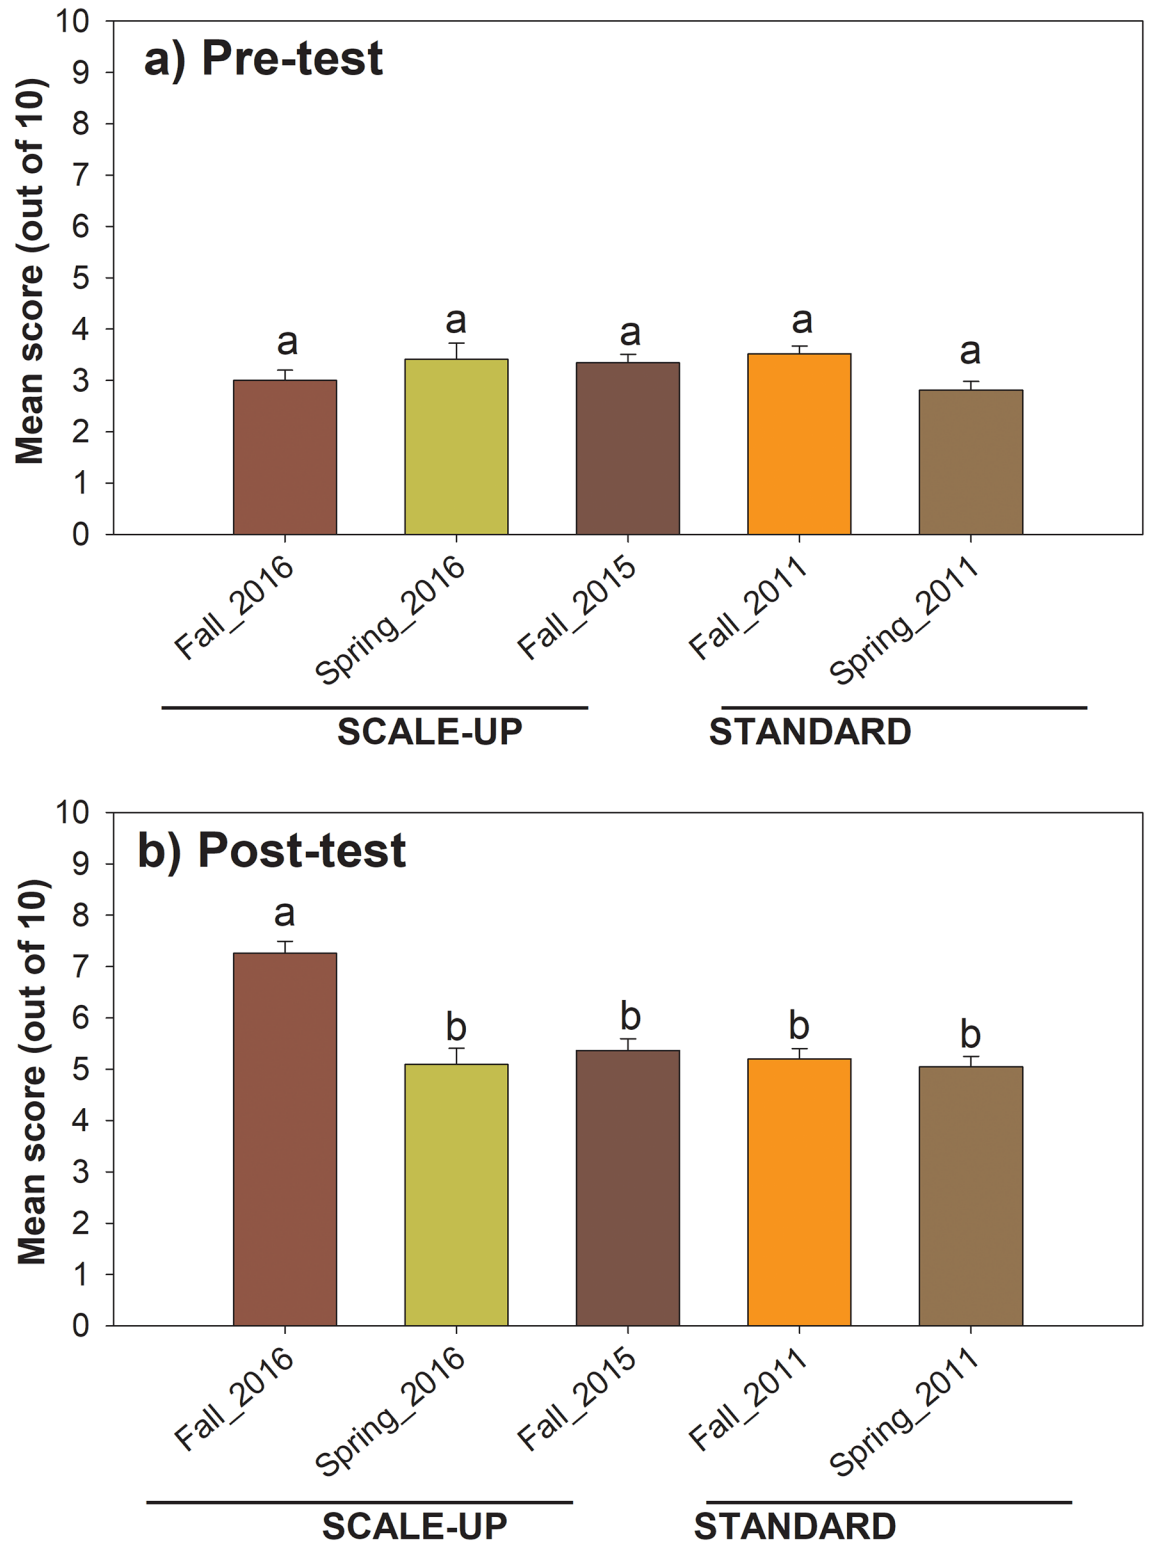 a) Pre-test
Mean score (out of 10)
10
9
8
7
6
5
4
3
2
1
0
a
a
a
a
a
Fall_2016
Spring_2016
Fall_2015
Fall_2011
Spring_2011
SCALE-UP
STANDARD
b) Post-test
Mean score (out of 10)
10
9
8
7
6
5
4
3
2
1
0
a
b
b
b
b
Fall_2016
Spring_2016
Fall_2015
Fall_2011
Spring_2011
SCALE-UP
STANDARD